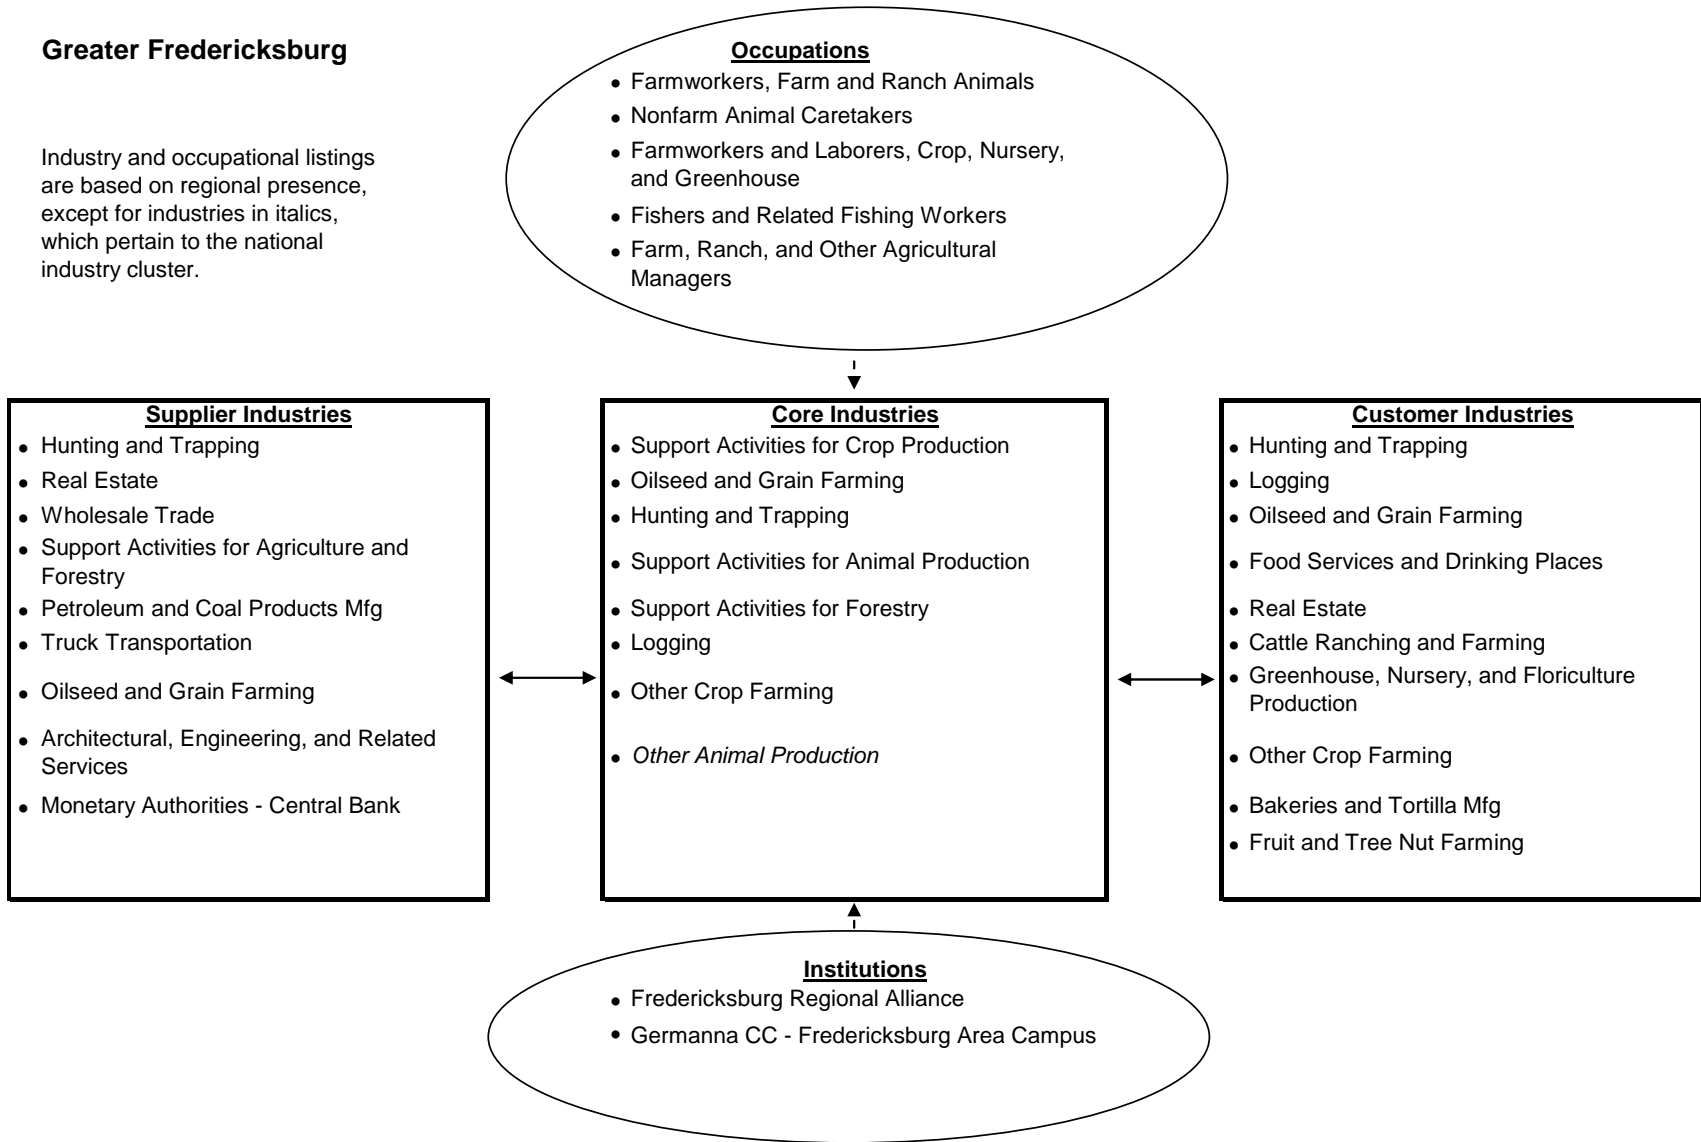 Greater Fredericksburg
Industry and occupational listings
are based on regional presence,
except for industries in italics,
which pertain to the national
industry cluster.
Occupations
• Farmworkers, Farm and Ranch Animals
• Nonfarm Animal Caretakers
• Farmworkers and Laborers, Crop, Nursery,
and Greenhouse
• Fishers and Related Fishing Workers
• Farm, Ranch, and Other Agricultural
Managers
Supplier Industries
• Hunting and Trapping
• Real Estate
• Wholesale Trade
• Support Activities for Agriculture and
Forestry
• Petroleum and Coal Products Mfg
• Truck Transportation
• Oilseed and Grain Farming
• Architectural, Engineering, and Related
Services
• Monetary Authorities - Central Bank
Core Industries
• Support Activities for Crop Production
• Oilseed and Grain Farming
• Hunting and Trapping
• Support Activities for Animal Production
• Support Activities for Forestry
• Logging
• Other Crop Farming
• Other Animal Production
Customer Industries
• Hunting and Trapping
• Logging
• Oilseed and Grain Farming
• Food Services and Drinking Places
• Real Estate
• Cattle Ranching and Farming
• Greenhouse, Nursery, and Floriculture
Production
• Other Crop Farming
• Bakeries and Tortilla Mfg
• Fruit and Tree Nut Farming
Institutions
• Fredericksburg Regional Alliance
• Germanna CC - Fredericksburg Area Campus